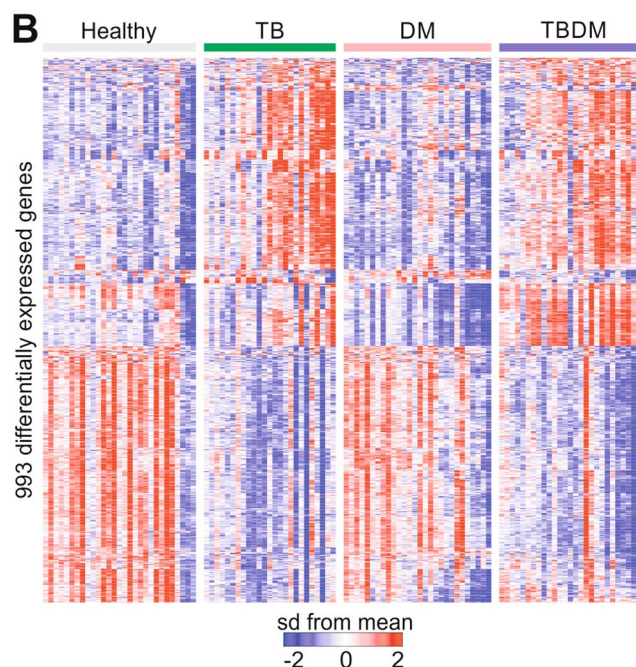 B
Healthy TB DM TBDM
993 differentially expressed genes
sd from mean
-2 0 2